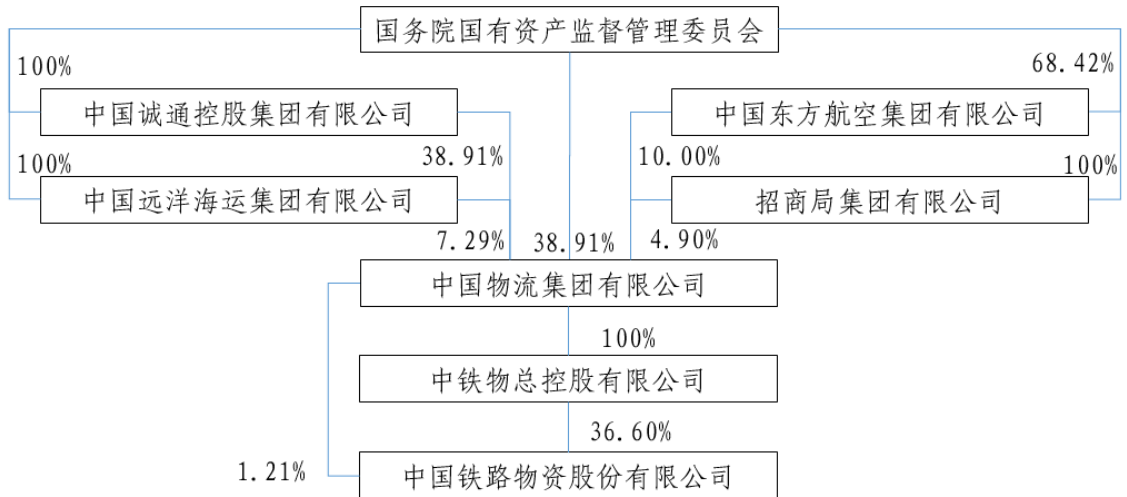 国务院国有资产监督管理委员会
100%
68.42%
中国诚通控股集团有限公司
中国东方航空集团有限公司
100%
38.91%
10.00%
100%
中国远洋海运集团有限公司
招商局集团有限公司
7.29%
38.91%
4.90%
中国物流集团有限公司
100%
中铁物总控股有限公司
36.60%
1.21%
中国铁路物资股份有限公司